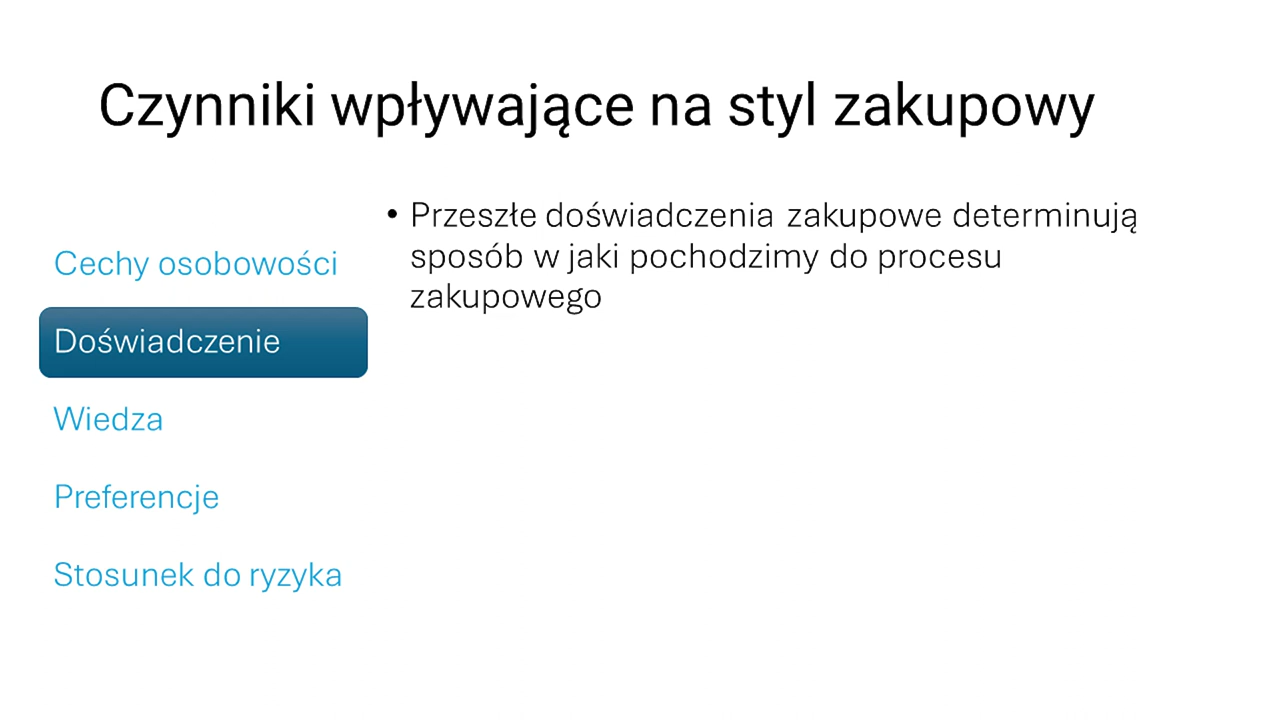 Czynniki wpływające na styl zakupowy
Cechy osobowości
Doświadczenie
Wiedza
Preferencje
Stosunek do ryzyka
• Przeszłe doświadczenia zakupowe determinują
sposób w jaki pochodzimy do procesu
zakupowego